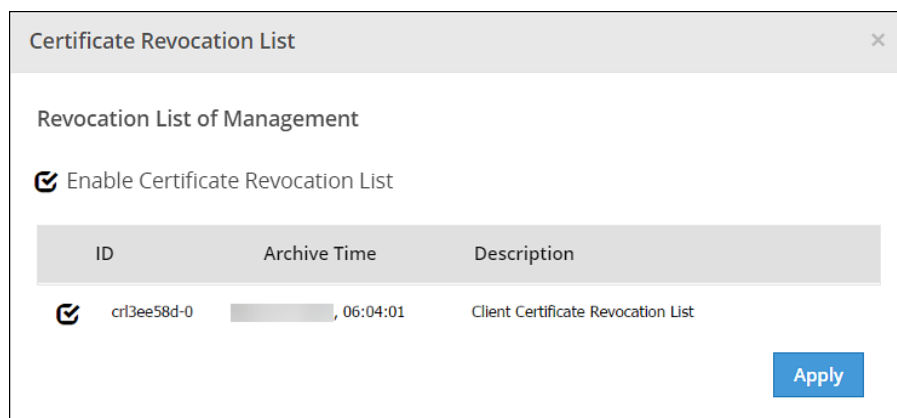 Certificate Revocation List ×
Revocation List of Management
Enable Certificate Revocation List
ID Archive Time Description
crl3ee58d-0 , 06:04:01 Client Certificate Revocation List
Apply